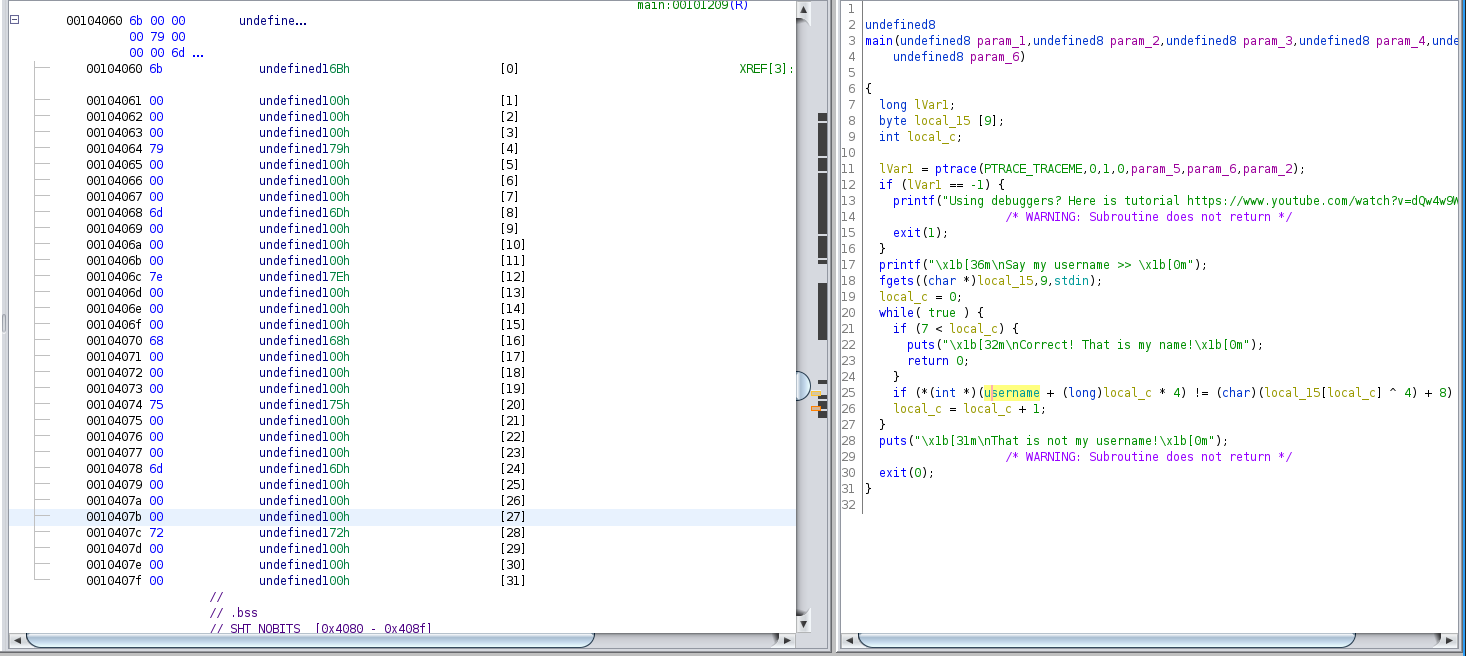 main:00101209(R)
00104060 6b 00 00 undefine...
00 79 00
00 00 6d ...
00104060 6b undefined16Bh [0] XREF[3]:
00104061 00 undefined100h [1]
00104062 00 undefined100h [2]
00104063 00 undefined100h [3]
00104064 79 undefined179h [4]
00104065 00 undefined100h [5]
00104066 00 undefined100h [6]
00104067 00 undefined100h [7]
00104068 6d undefined16Dh [8]
00104069 00 undefined100h [9]
0010406a 00 undefined100h [10]
0010406b 00 undefined100h [11]
0010406c 7e undefined17Eh [12]
0010406d 00 undefined100h [13]
0010406e 00 undefined100h [14]
0010406f 00 undefined100h [15]
00104070 68 undefined168h [16]
00104071 00 undefined100h [17]
00104072 00 undefined100h [18]
00104073 00 undefined100h [19]
00104074 75 undefined175h [20]
00104075 00 undefined100h [21]
00104076 00 undefined100h [22]
00104077 00 undefined100h [23]
00104078 6d undefined16Dh [24]
00104079 00 undefined100h [25]
0010407a 00 undefined100h [26]
0010407b 00 undefined100h [27]
0010407c 72 undefined172h [28]
0010407d 00 undefined100h [29]
0010407e 00 undefined100h [30]
0010407f 00 undefined100h [31]
//
// .bss
// SHT_NOBITS [0x4080 - 0x408f]
1
2 undefined8
3 main(undefined8 param_1,undefined8 param_2,undefined8 param_3,undefined8 param_4,unde
4 undefined8 param_6)
5
6 {
7 long lVar1;
8 byte local_15 [9];
9 int local_c;
10
11 lVar1 = ptrace(PTRACE_TRACEME,0,1,0,param_5,param_6,param_2);
12 if (lVar1 == -1) {
13 printf("Using debuggers? Here is tutorial https://www.youtube.com/watch?v=dQw4w9W
14 /* WARNING: Subroutine does not return */
15 exit(1);
16 }
17 printf("\x1b[36m\nSay my username >> \x1b[0m");
18 fgets((char *)local_15,9,stdin);
19 local_c = 0;
20 while( true ) {
21 if (7 < local_c) {
22 puts("\x1b[32m\nCorrect! That is my name!\x1b[0m");
23 return 0;
24 }
25 if (*(int *)(username + (long)local_c * 4) != (char)(local_15[local_c] ^ 4) + 8)
26 local_c = local_c + 1;
27 }
28 puts("\x1b[31m\nThat is not my username!\x1b[0m");
29 /* WARNING: Subroutine does not return */
30 exit(0);
31 }
32